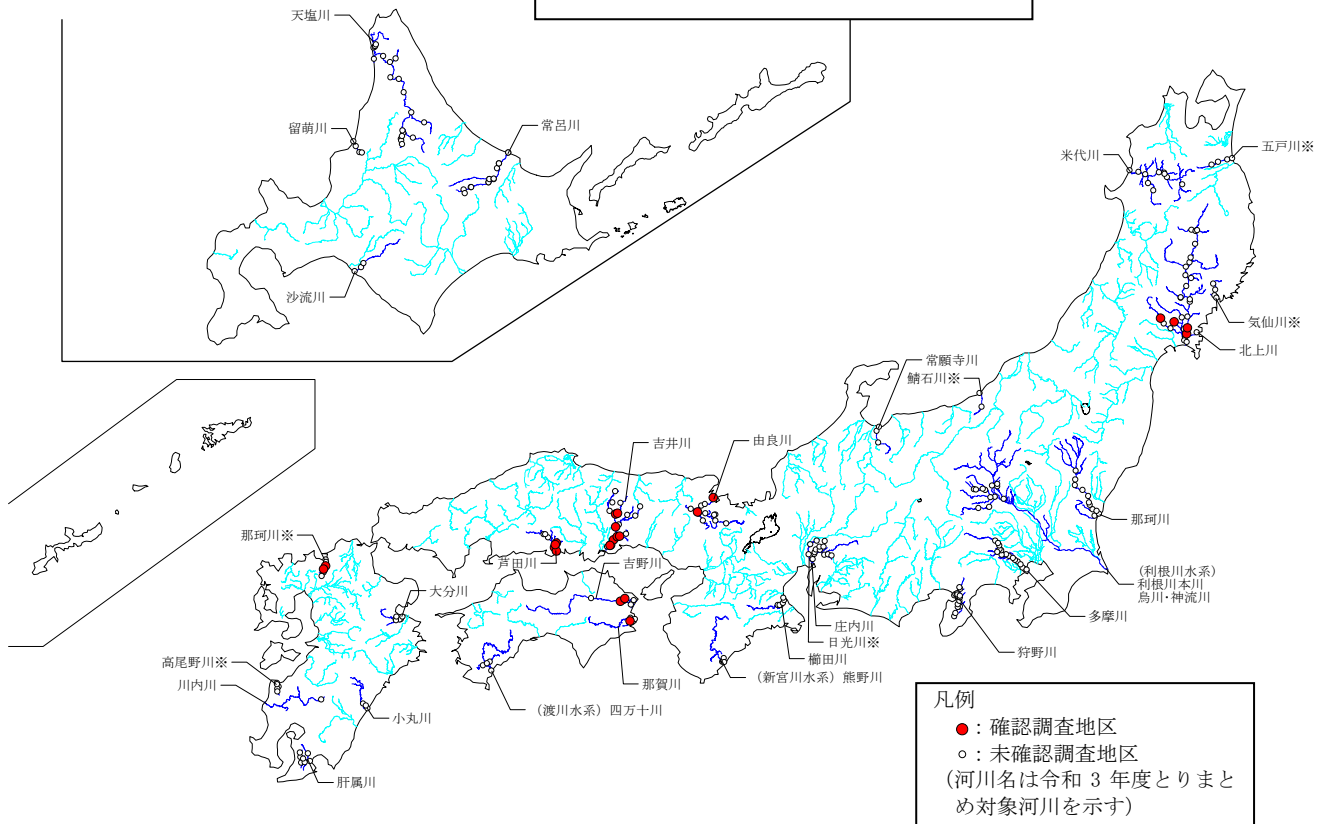 天塩川
留萌川
常呂川
沙流川
米代川
五戸川※
気仙川※
北上川
常願寺川
鯖石川※
吉井川
由良川
那珂川
那珂川※
芦田川
吉野川
大分川
(利根川水系)
利根川本川
烏川・神流川
多摩川
庄内川
日光川※
狩野川
櫛田川
高尾野川※
川内川
那賀川
(新宮川水系) 熊野川
小丸川
(渡川水系) 四万十川
肝属川
凡例
●: 確認調査地区
○: 未確認調査地区
(河川名は令和 3 年度とりまと
め対象河川を示す)